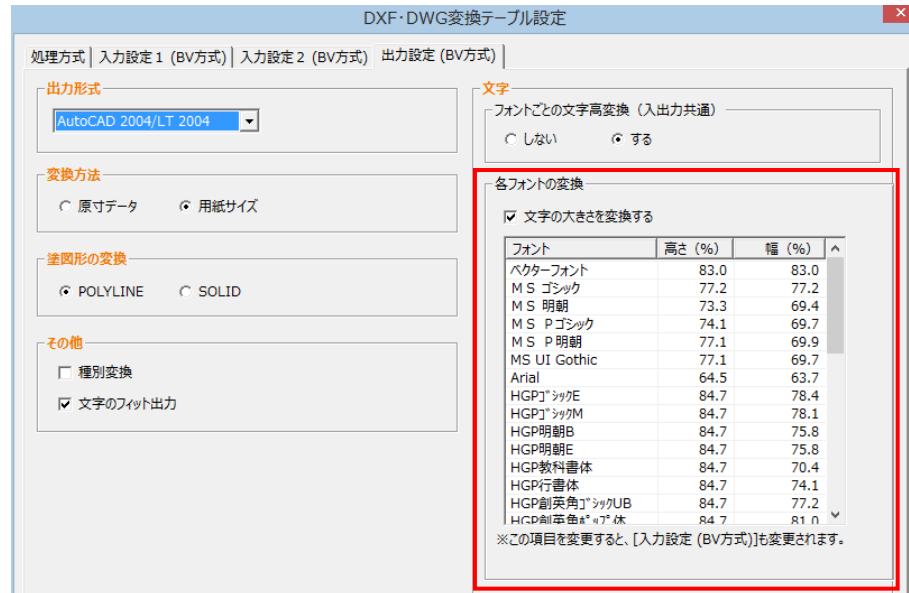 DXF･DWG変換テーブル設定
処理方式 入力設定１ (BV方式) 入力設定２ (BV方式) 出力設定 (BV方式)
出力形式
AutoCAD 2004/LT 2004
変換方法
原寸データ 用紙サイズ
塗図形の変換
POLYLINE SOLID
その他
種別変換
文字のフィット出力
文字
フォントごとの文字高変換（入出力共通）
しない する
各フォントの変換
文字の大きさを変換する
フォント 高さ（%） 幅（%）
ベクターフォント 83.0 83.0
ＭＳ ゴシック 77.2 77.2
ＭＳ 明朝 73.3 69.4
ＭＳ Ｐゴシック 74.1 69.7
ＭＳ Ｐ明朝 77.1 69.9
MS UI Gothic 77.1 69.7
Arial 64.5 63.7
HGPｺﾞｼｯｸE 84.7 78.4
HGPｺﾞｼｯｸM 84.7 78.1
HGP明朝B 84.7 75.8
HGP明朝E 84.7 75.8
HGP教科書体 84.7 70.4
HGP行書体 84.7 74.1
HGP創英角ｺﾞｼｯｸUB 84.7 77.2
HGP創英角ﾎﾟｯﾌﾟ体 84.7 81.0
※この項目を変更すると、[入力設定 (BV方式)]も変更されます。